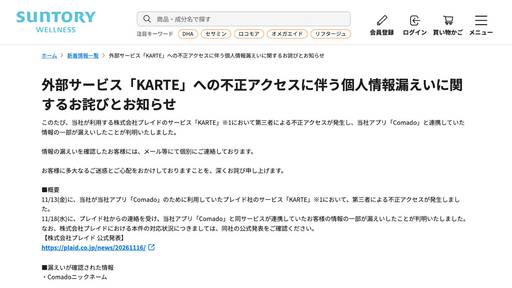 SUNTORY
WELLNESS
商品・成分名で探す
注目キーワード DHA セサミン ロコモア オメガエイド リフタージュ
会員登録 ログイン 買い物かご メニュー
ホーム > 新着情報一覧 > 外部サービス「KARTE」への不正アクセスに伴う個人情報漏えいに関するお詫びとお知らせ
外部サービス「KARTE」への不正アクセスに伴う個人情報漏えいに関
するお詫びとお知らせ
このたび、当社が利用する株式会社プレイドのサービス「KARTE」※1において第三者による不正アクセスが発生し、当社アプリ「Comado」と連携していた
情報の一部が漏えいしたことが判明いたしました。
情報の漏えいを確認したお客様には、メール等にて個別にご連絡しております。
お客様に多大なるご迷惑とご心配をおかけしておりますことを、深くお詫び申し上げます。
■概要
11/13(金)に、当社が当社アプリ「Comado」のために利用していたプレイド社のサービス「KARTE」※1において、第三者による不正アクセスが発生しまし
た。
11/18(水)に、プレイド社からの連絡を受け、当社アプリ「Comado」と同サービスが連携していたお客様の情報の一部が漏えいしたことが判明いたしました。
なお、株式会社プレイドにおける本件の対応状況につきましては、同社の公式発表をご確認ください。
【株式会社プレイド 公式発表】
https://plaid.co.jp/news/20261116/
■漏えいが確認された情報
・Comadoニックネーム